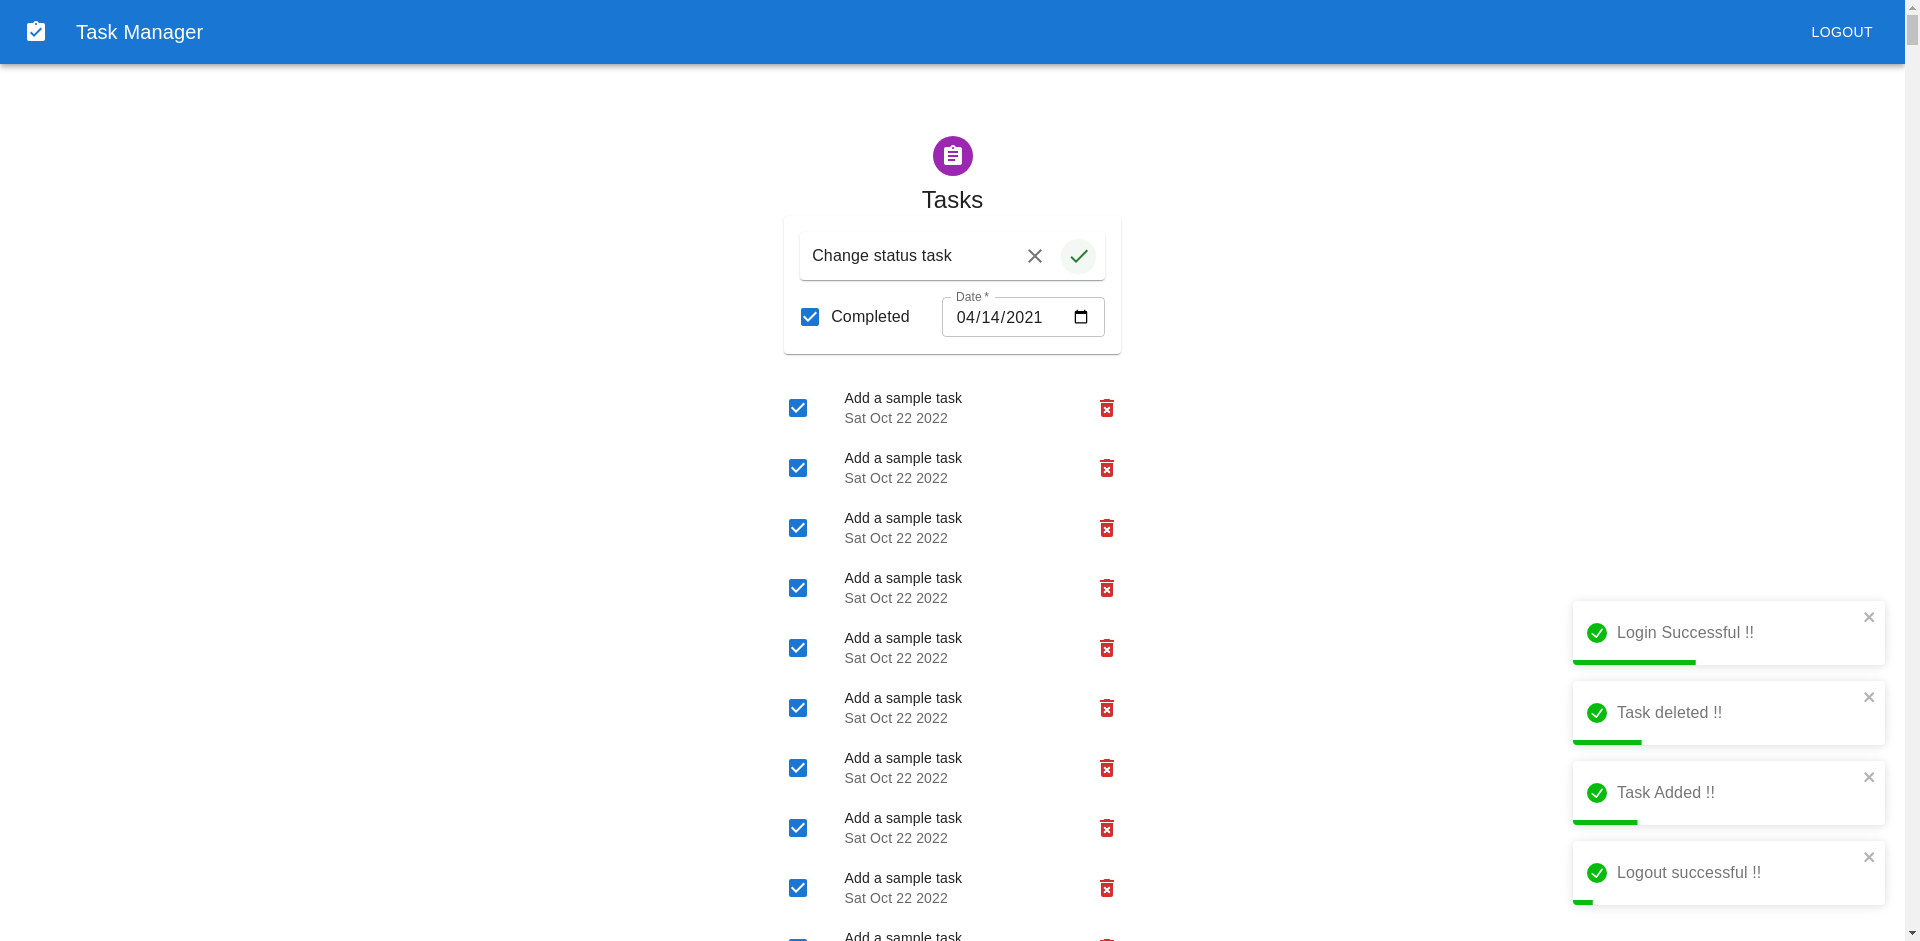 Task Manager
LOGOUT
Tasks
Change status task
Completed
Date *
04/14/2021
Add a sample task
Sat Oct 22 2022
Add a sample task
Sat Oct 22 2022
Add a sample task
Sat Oct 22 2022
Add a sample task
Sat Oct 22 2022
Add a sample task
Sat Oct 22 2022
Add a sample task
Sat Oct 22 2022
Add a sample task
Sat Oct 22 2022
Add a sample task
Sat Oct 22 2022
Add a sample task
Sat Oct 22 2022
Add a sample task
Login Successful !!
Task deleted !!
Task Added !!
Logout successful !!